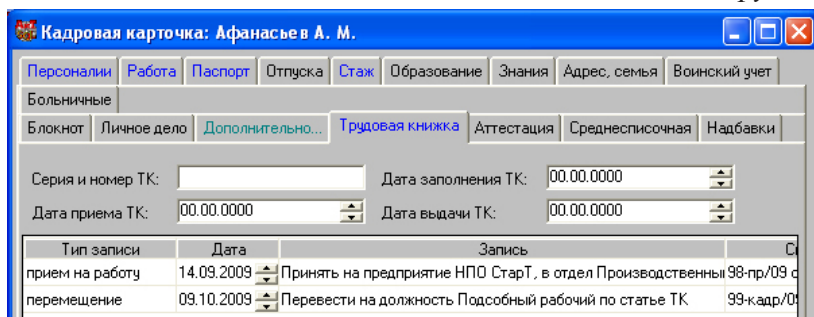 Кадровая карточка: Афанасьев А. М.
Персоналии Работа Паспорт Отпуска Стаж Образование Знания Адрес, семья Воинский учет
Больничные
Блокнот Личное дело Дополнительно... Трудовая книжка Аттестация Среднесписочная Надбавки
Серия и номер ТК: Дата заполнения ТК: 00.00.0000
Дата приема ТК: 00.00.0000 Дата выдачи ТК: 00.00.0000
Тип записи Дата Запись
прием на работу 14.09.2009 Принять на предприятие НПО СтарТ, в отдел Производственны 98-пр/09
перемещение 09.10.2009 Перевести на должность Подсобный рабочий по статье ТК 99-кадр/0